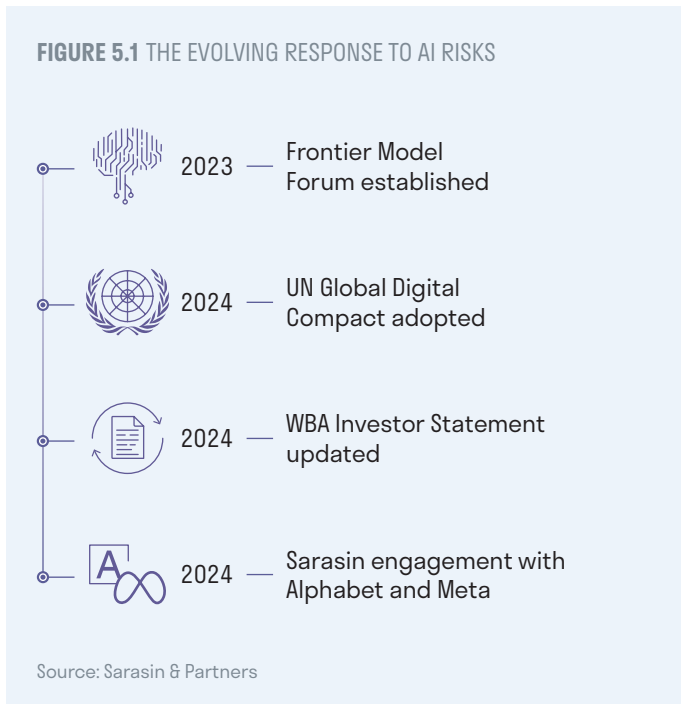 FIGURE 5.1 THE EVOLVING RESPONSE TO AI RISKS
2023
Frontier Model
Forum established
2024
UN Global Digital
Compact adopted
2024
WBA Investor Statement
updated
A
2024
Sarasin engagement with
Alphabet and Meta
Source: Sarasin & Partners